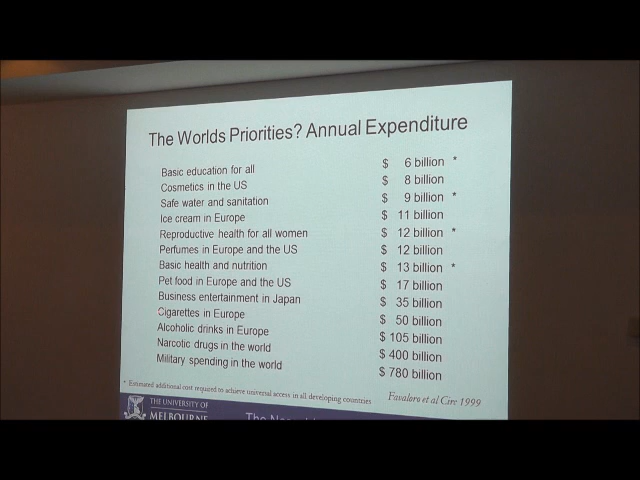 The Worlds Priorities? Annual Expenditure
Basic education for all $ 6 billion *
Cosmetics in the US $ 8 billion
Safe water and sanitation $ 9 billion *
Ice cream in Europe $ 11 billion
Reproductive health for all women $ 12 billion *
Perfumes in Europe and the US $ 12 billion
Basic health and nutrition $ 13 billion *
Pet food in Europe and the US $ 17 billion
Business entertainment in Japan $ 35 billion
Cigarettes in Europe $ 50 billion
Alcoholic drinks in Europe $ 105 billion
Narcotic drugs in the world $ 400 billion
Military spending in the world $ 780 billion
* Estimated additional cost required to achieve universal access in all developing countries
Favaloro et al Circ 1999
THE UNIVERSITY OF
MELBOURNE
The